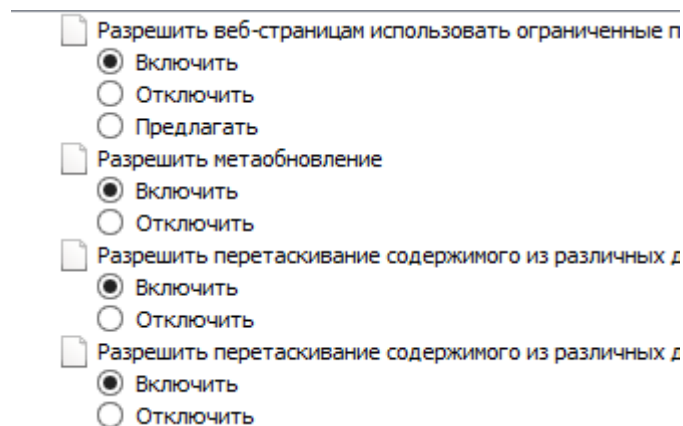 Разрешить веб-страницам использовать ограниченные
Включить
Отключить
Предлагать
Разрешить метаобновление
Включить
Отключить
Разрешить перетаскивание содержимого из различных
Включить
Отключить
Разрешить перетаскивание содержимого из различных
Включить
Отключить